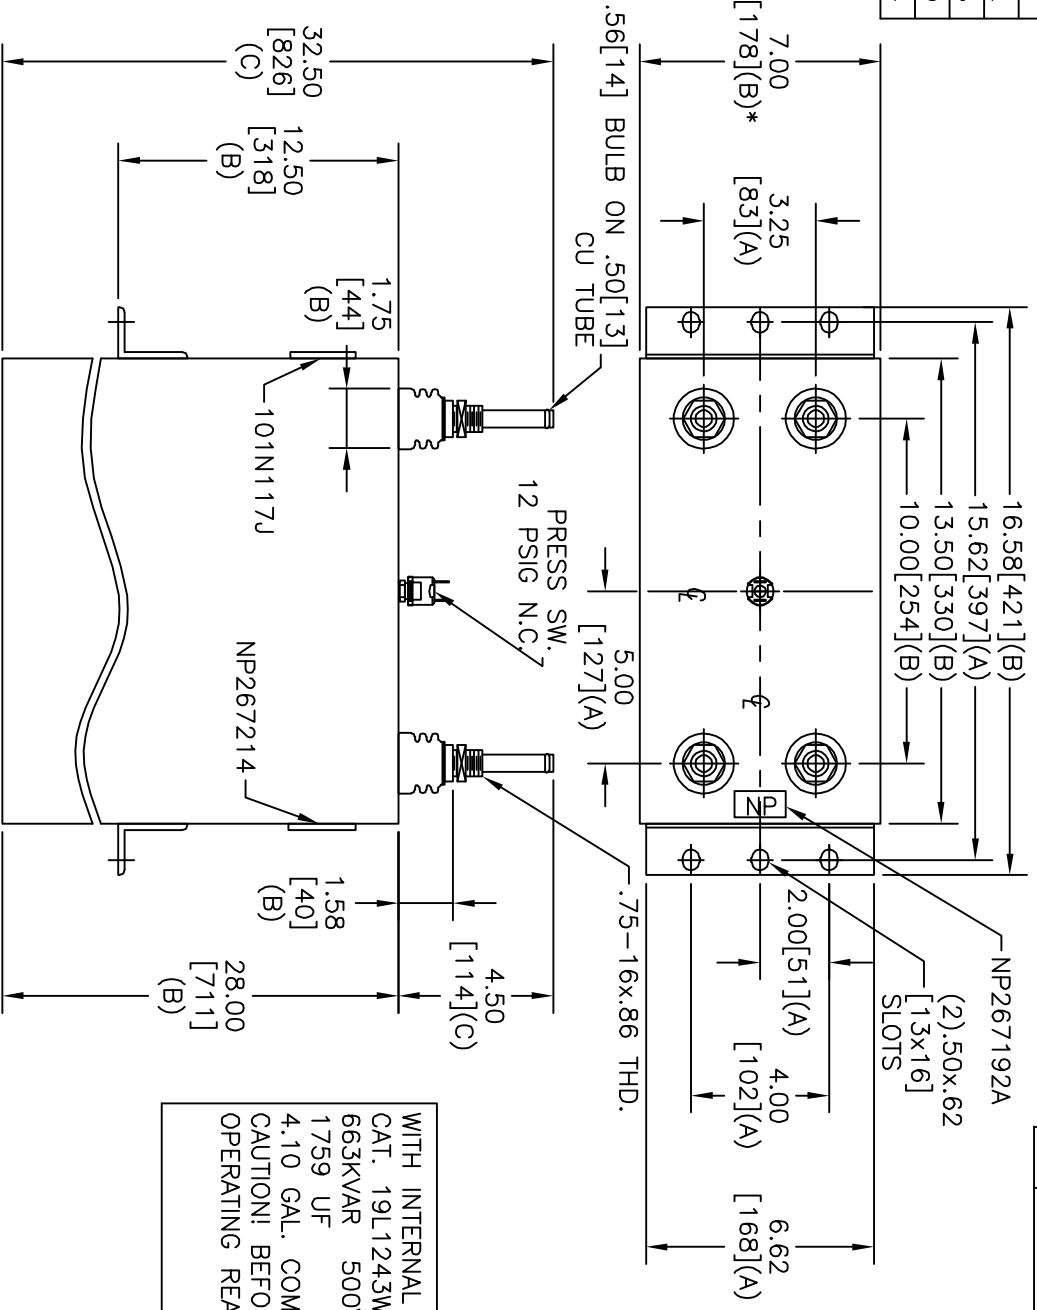 16.58[421](B)
15.62[397](A)
13.50[330](B)
10.00[254](B)
7.00
[178](B)*
3.25
[83](A)
NP267192A
(2).50x.62
[13x16]
SLOTS
2.00[51](A)
4.00
[102](A)
6.62
[168](A)
NP
5.00
[127](A)
.56[14] BULB ON .50[13]
CU TUBE
PRESS SW.
12 PSIG N.C.
.75-16x.86 THD.
32.50
[826]
(C)
12.50
[318]
(B)
1.75
[44]
(B)
101N117J
NP267214
1.58
[40]
(B)
4.50
[114](C)
28.00
[711]
(B)
WITH INTERNAL
CAT. 19L1243W
663KVAR 500
1759 UF
4.10 GAL. COM
CAUTION! BEFO
OPERATING REA